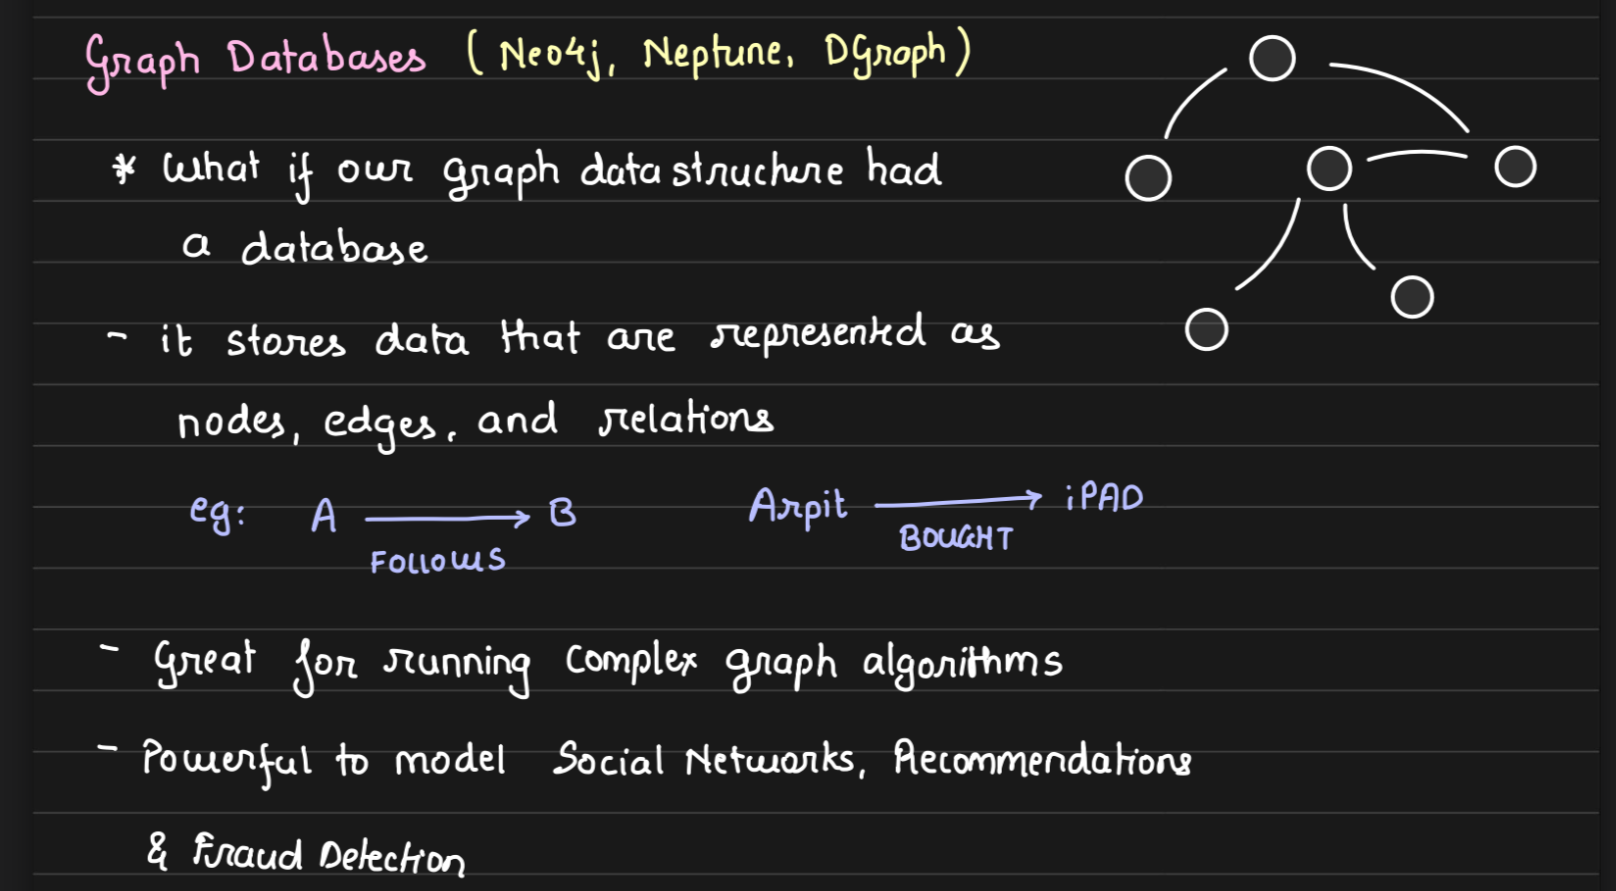 Graph Databases (Neo4j, Neptune, DGraph)
* What if our graph data structure had
a database
- it stores data that are represented as
nodes, edges, and relations
eg: A → B Arpit → iPAD
FOLLOWS BOUGHT
- Great for running complex graph algorithms
- Powerful to model Social Networks, Recommendations
& Fraud Detection